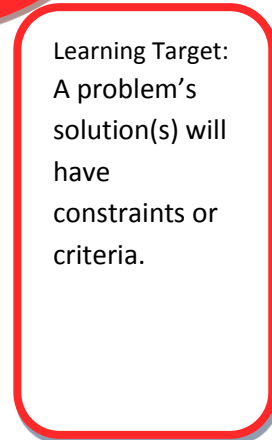 Learning Target:
A problem’s
solution(s) will
have
constraints or
criteria.